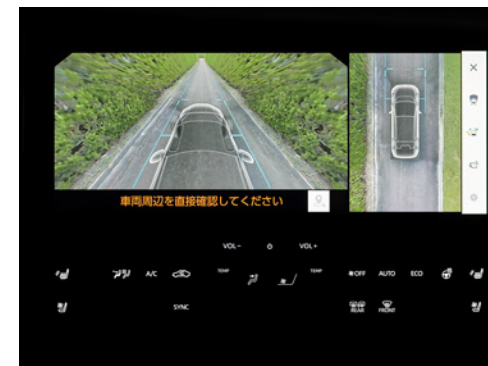 車両周辺を直接確認してください
VOL- VOL+
TEMP TEMP
A/C OFF AUTO ECO
SYNC REAR FRONT